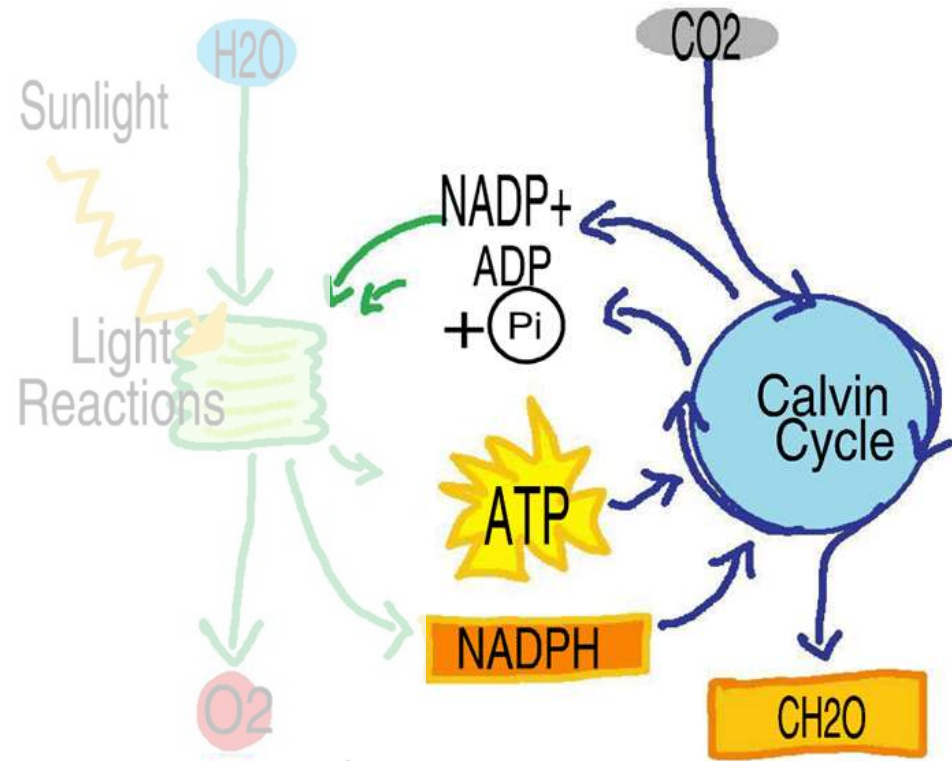 H2O
CO2
Sunlight
NADP+
ADP
+ Pi
Light
Reactions
Calvin
Cycle
ATP
NADPH
O2
CH2O